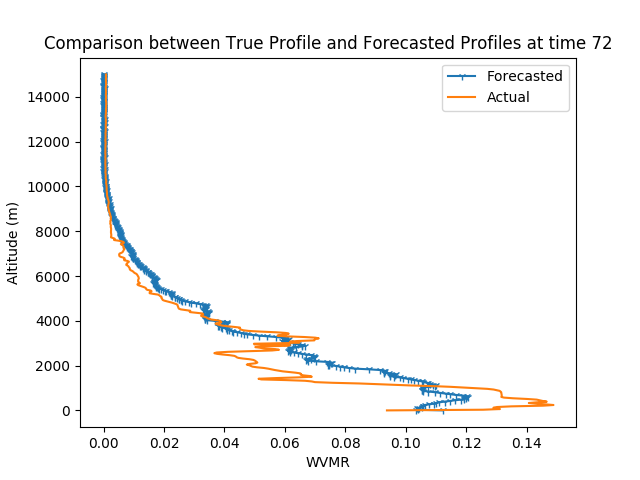 Comparison between True Profile and Forecasted Profiles at time 72
Forecasted
Actual
14000
12000
10000
8000
6000
4000
2000
0
Altitude (m)
0.00 0.02 0.04 0.06 0.08 0.10 0.12 0.14
WVMR